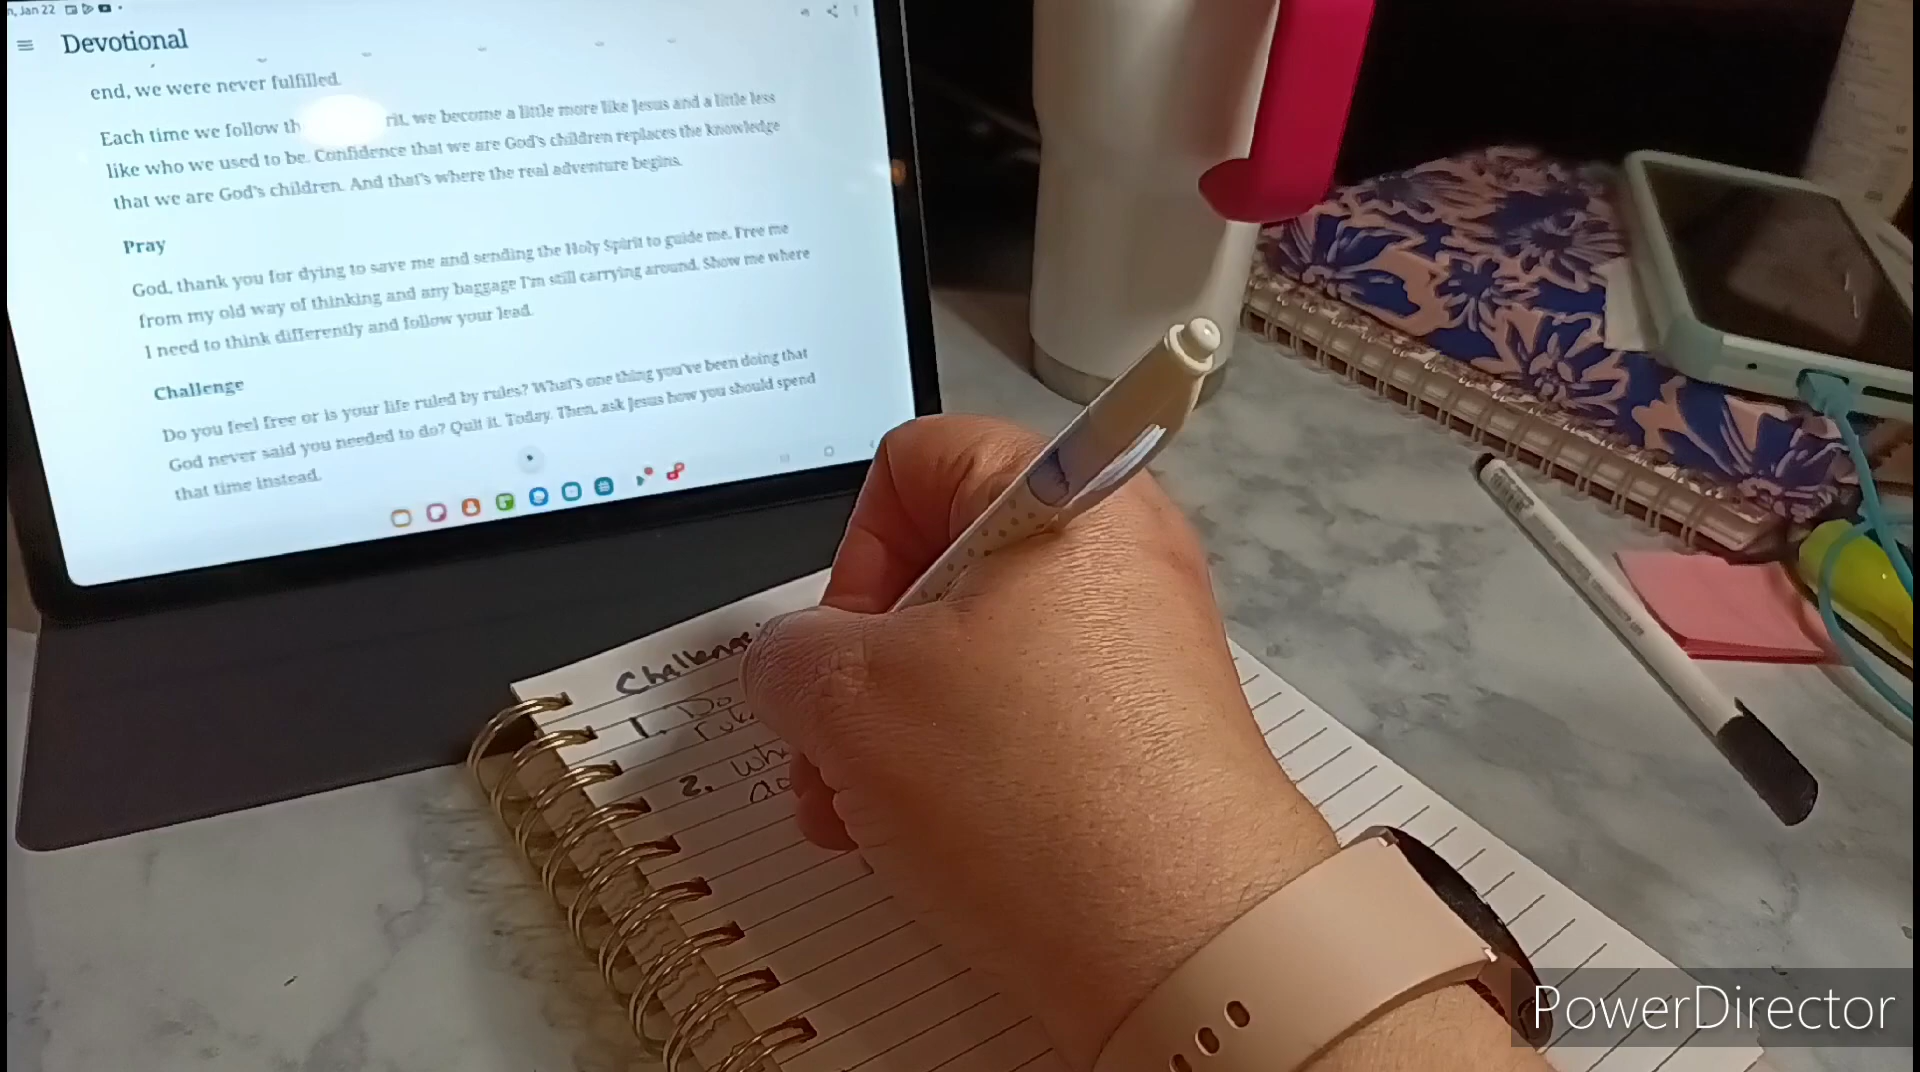 n, Jan 22
Devotional
end, we were never fulfilled.
Each time we follow th rit, we become a little more like Jesus and a little less
like who we used to be. Confidence that we are God's children replaces the knowledge
that we are God's children. And that's where the real adventure begins.
Pray
God, thank you for dying to save me and sending the Holy Spirit to guide me. Free me
from my old way of thinking and any baggage I'm still carrying around. Show me where
I need to think differently and follow your lead.
Challenge
Do you feel free or is your life ruled by rules? What's one thing you've been doing that
God never said you needed to do? Quit it. Today. Then, ask Jesus how you should spend
that time instead.
Challenge:
1. Do
2. Wha
PowerDirector